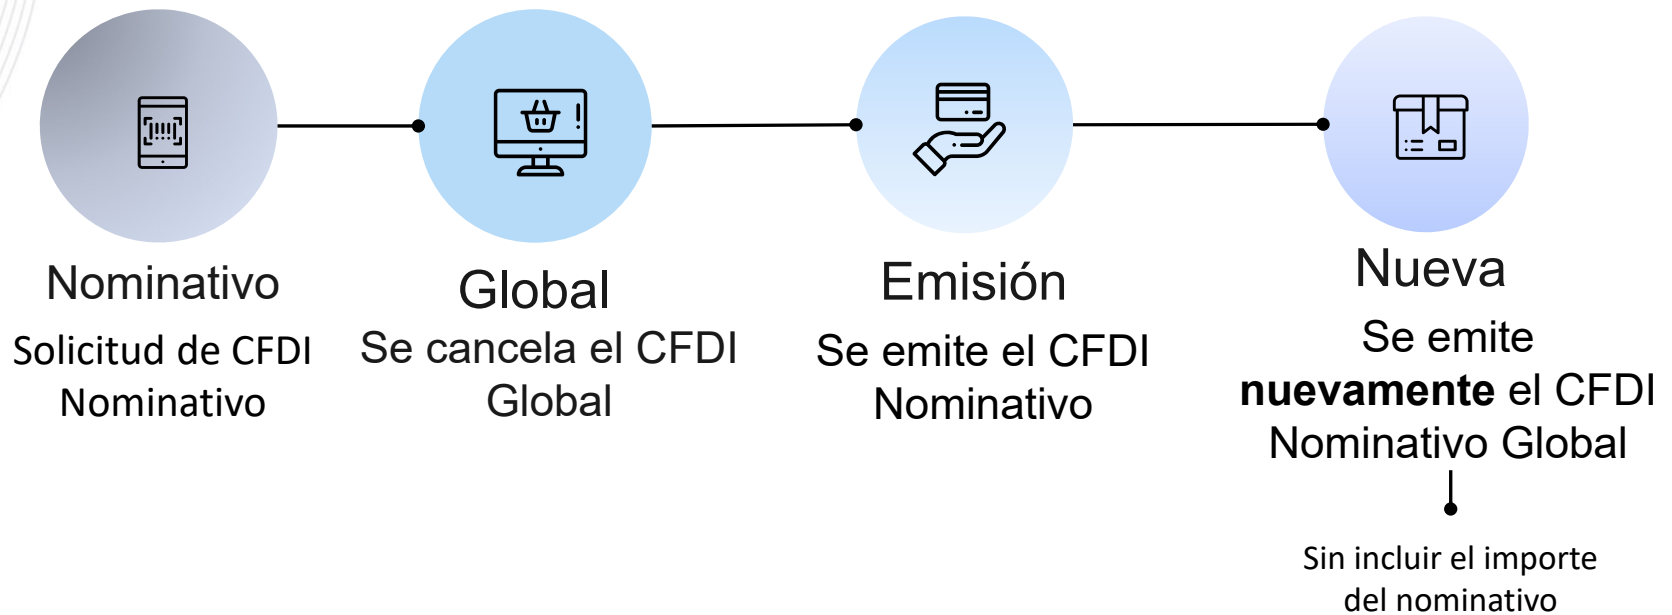 Nominativo
Solicitud de CFDI
Nominativo
Global
Se cancela el CFDI
Global
Emisión
Se emite el CFDI
Nominativo
Nueva
Se emite
nuevamente el CFDI
Nominativo Global
Sin incluir el importe
del nominativo